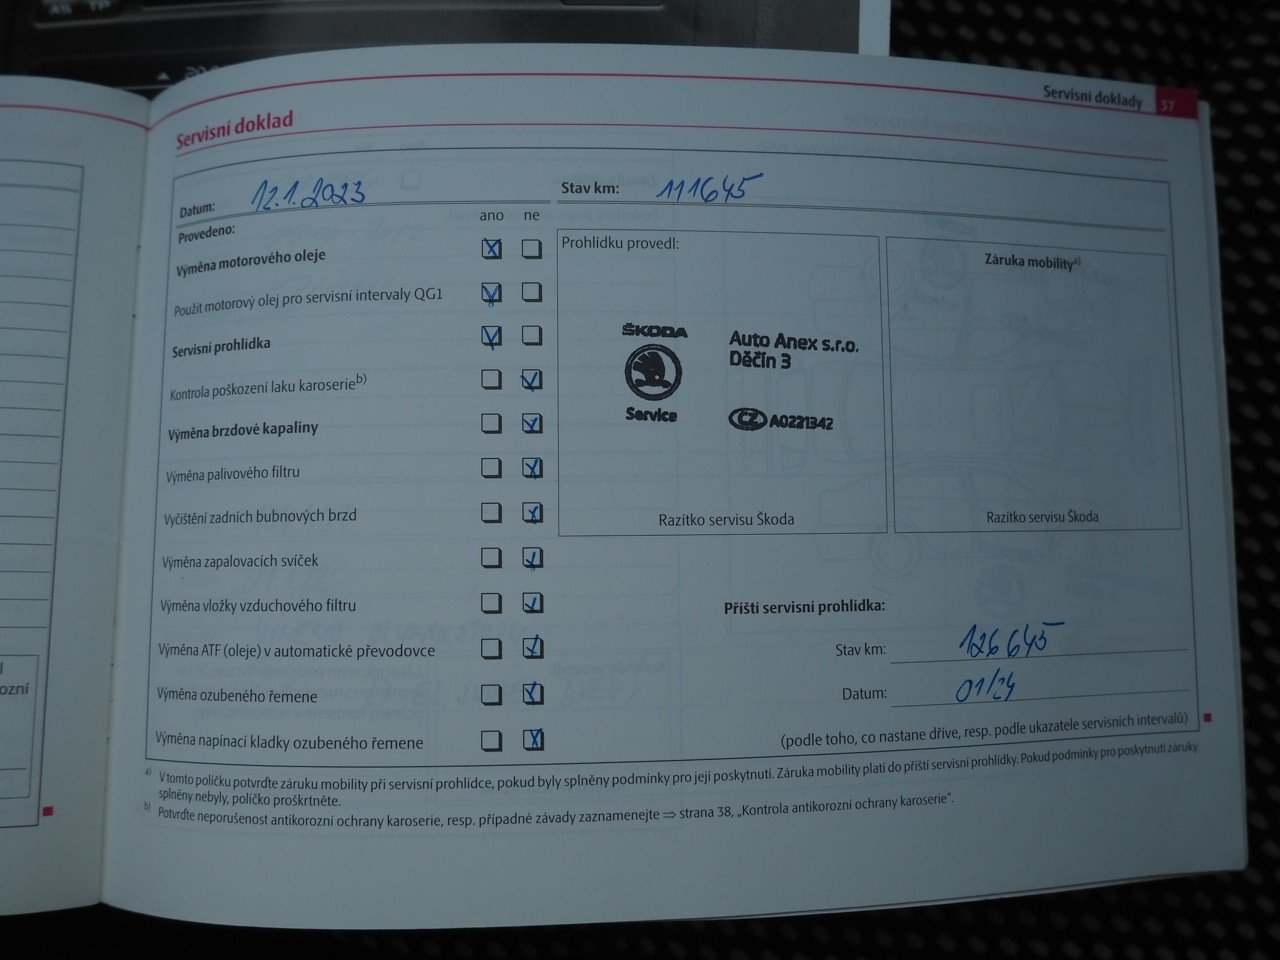 Servisní doklady 37
Servisní doklad
Datum: 12.1.2023 Stav km: 111645
Provedeno: ano ne
Výměna motorového oleje
Použit motorový olej pro servisní intervaly QG1
Servisní prohlídka
Kontrola poškození laku karoserie b)
Výměna brzdové kapaliny
Výměna palivového filtru
Vyčištění zadních bubnových brzd
Výměna zapalovacích svíček
Výměna vložky vzduchového filtru
Výměna ATF (oleje) v automatické převodovce
Výměna ozubeného řemene
Výměna napínací kladky ozubeného řemene
Prohlídku provedl:
ŠKODA
Service
Auto Anex s.r.o.
Děčín 3
CZ A0221342
Razítko servisu Škoda
Záruka mobility a)
Razítko servisu Škoda
Příští servisní prohlídka:
Stav km: 126645
Datum: 01/24
(podle toho, co nastane dříve, resp. podle ukazatele servisních intervalů)
a) V tomto políčku potvrďte záruku mobility při servisní prohlídce, pokud byly splněny podmínky pro její poskytnutí. Záruka mobility platí do příští servisní prohlídky. Pokud podmínky pro poskytnutí záruky
splněny nebyly, políčko proškrtněte.
b) Potvrďte neporušenost antikorozní ochrany karoserie, resp. případné závady zaznamenejte ⇒ strana 38, „Kontrola antikorozní ochrany karoserie“.